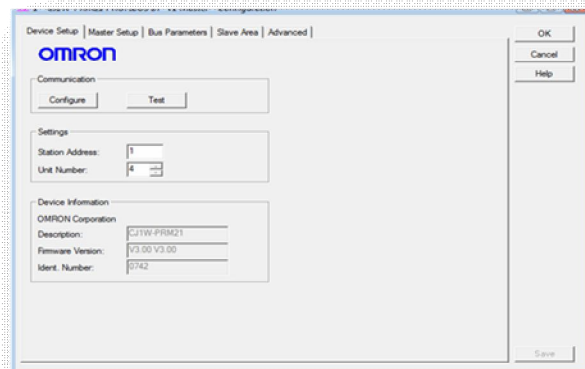 Device Setup | Master Setup | Bus Parameters | Slave Area | Advanced |
OK
OMRON
Cancel
Help
Communication
Configure Test
Settings
Station Address: 1
Unit Number: 4
Device Information
OMRON Corporation
Description: CJ1W-PRM21
Firmware Version: V3.00 V3.00
Ident. Number: 0742
Save